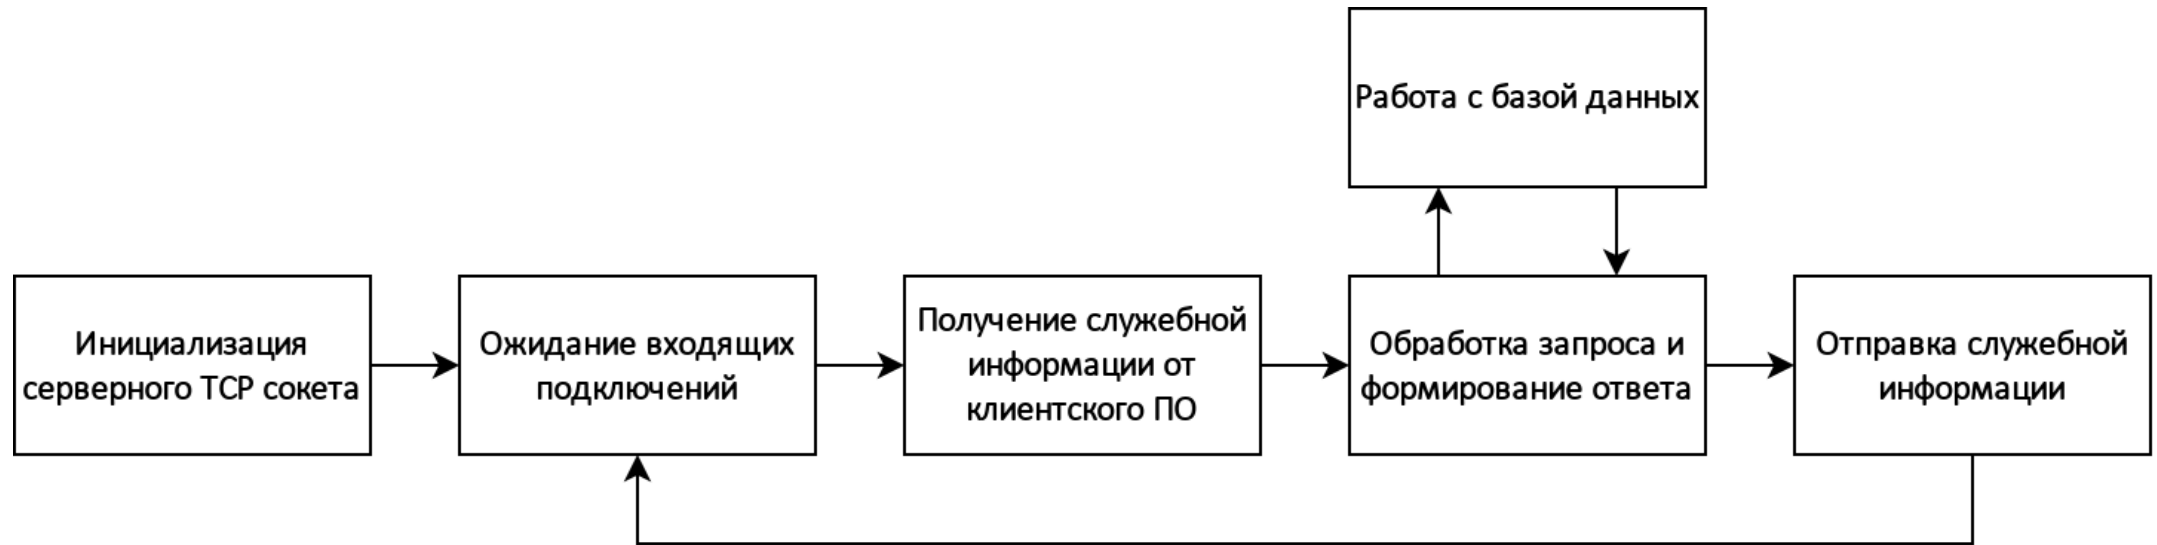 Работа с базой данных
Инициализация
серверного TCP сокета
Ожидание входящих
подключений
Получение служебной
информации от
клиентского ПО
Обработка запроса и
формирование ответа
Отправка служебной
информации